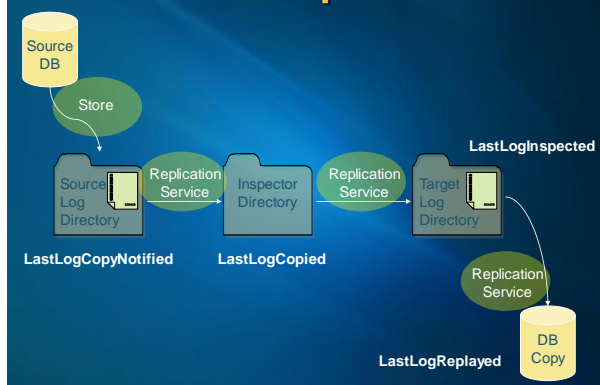 Source
DB
Store
LastLogInspected
Source
Log
Directory
Replication
Service
Inspector
Directory
Replication
Service
Target
Log
Directory
LastLogCopyNotified
LastLogCopied
Replication
Service
DB
Copy
LastLogReplayed